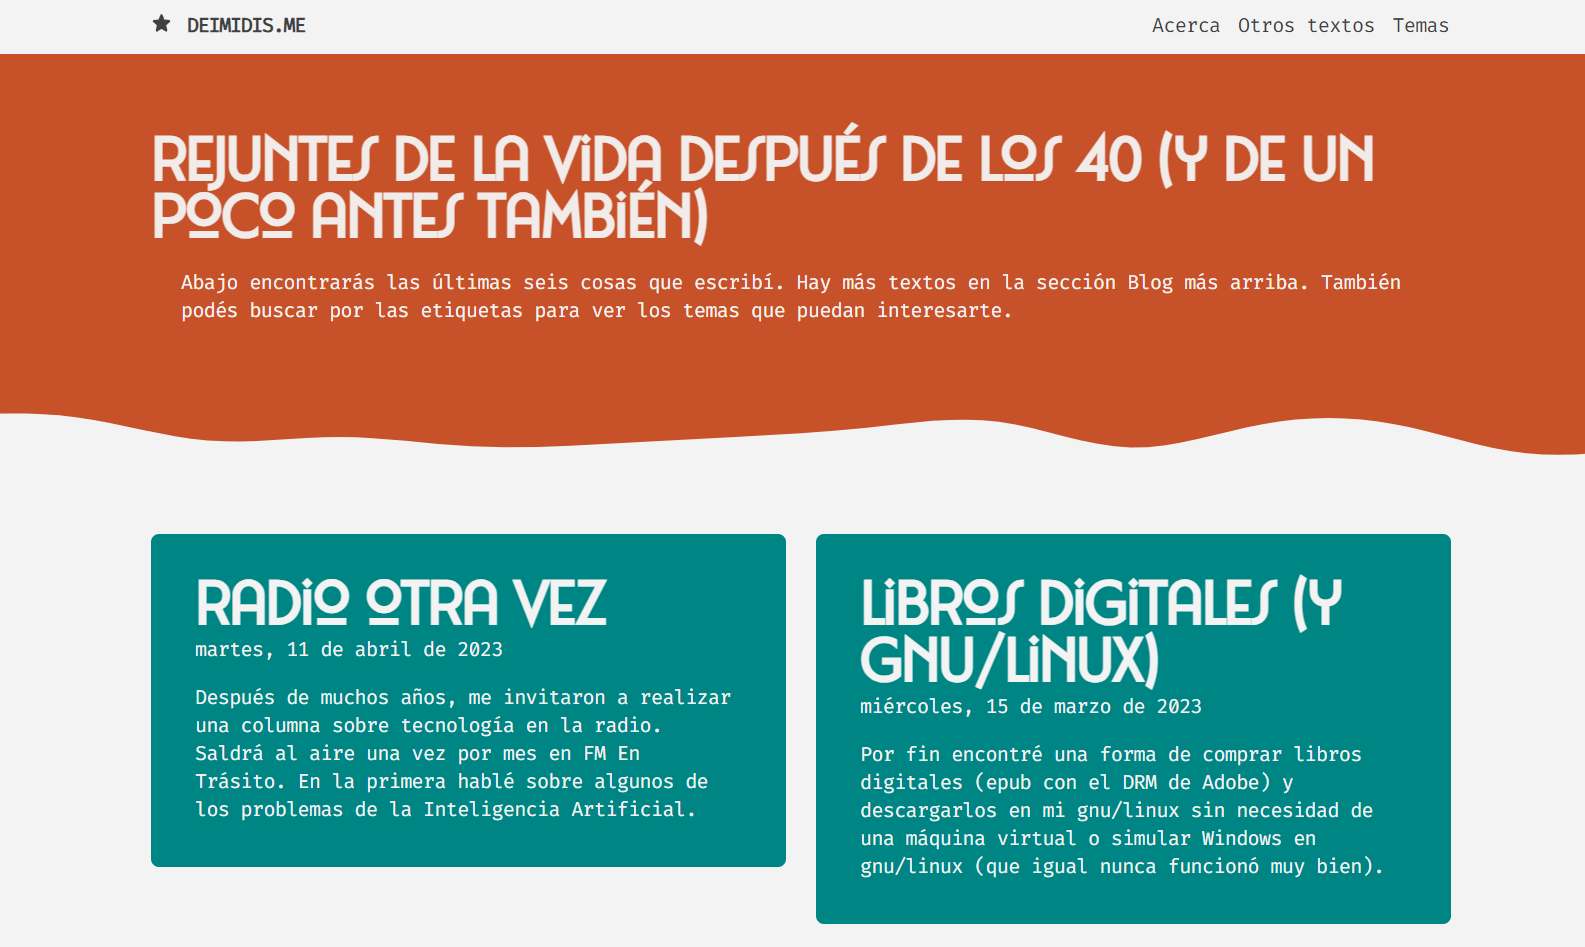 DEIMIDIS.ME
Acerca Otros textos Temas
REJUNTES DE LA ViDA DESPUÉS DE LOS 40 (Y DE UN
POCO ANTES TAMBiÉN)
Abajo encontrarás las últimas seis cosas que escribí. Hay más textos en la sección Blog más arriba. También
podés buscar por las etiquetas para ver los temas que puedan interesarte.
RADiO OTRA VEZ
martes, 11 de abril de 2023
Después de muchos años, me invitaron a realizar
una columna sobre tecnología en la radio.
Saldrá al aire una vez por mes en FM En
Trásito. En la primera hablé sobre algunos de
los problemas de la Inteligencia Artificial.
LiBROS DiGiTALES (Y
GNU/LiNUX)
miércoles, 15 de marzo de 2023
Por fin encontré una forma de comprar libros
digitales (epub con el DRM de Adobe) y
descargarlos en mi gnu/linux sin necesidad de
una máquina virtual o simular Windows en
gnu/linux (que igual nunca funcionó muy bien).